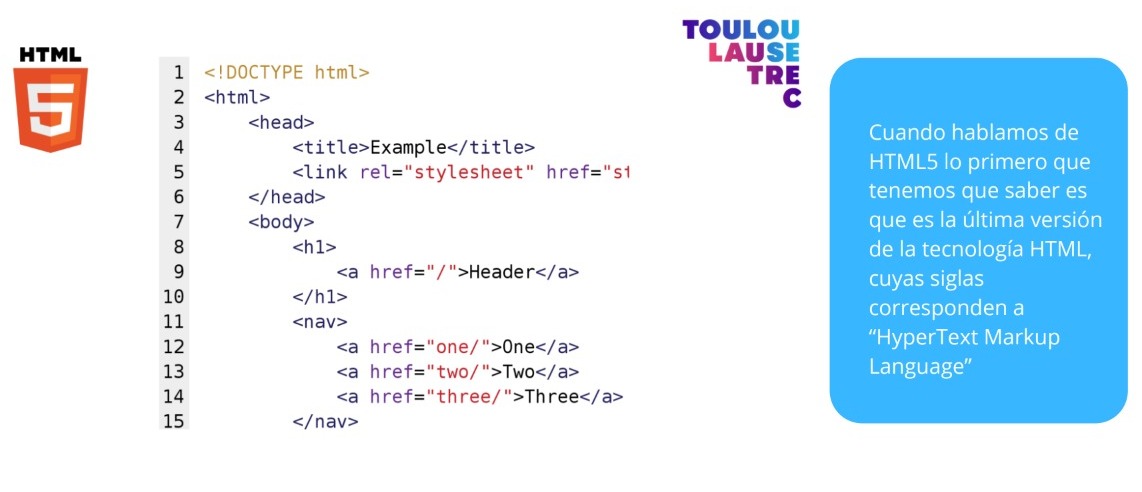 HTML
5
1 <!DOCTYPE html>
2 <html>
3 <head>
4 <title>Example</title>
5 <link rel="stylesheet" href="st
6 </head>
7 <body>
8 <h1>
9 <a href="/">Header</a>
10 </h1>
11 <nav>
12 <a href="one/">One</a>
13 <a href="two/">Two</a>
14 <a href="three/">Three</a>
15 </nav>
TOULOU
LAUSE
TRE
C
Cuando hablamos de
HTML5 lo primero que
tenemos que saber es
que es la última versión
de la tecnología HTML,
cuyas siglas
corresponden a
“HyperText Markup
Language”